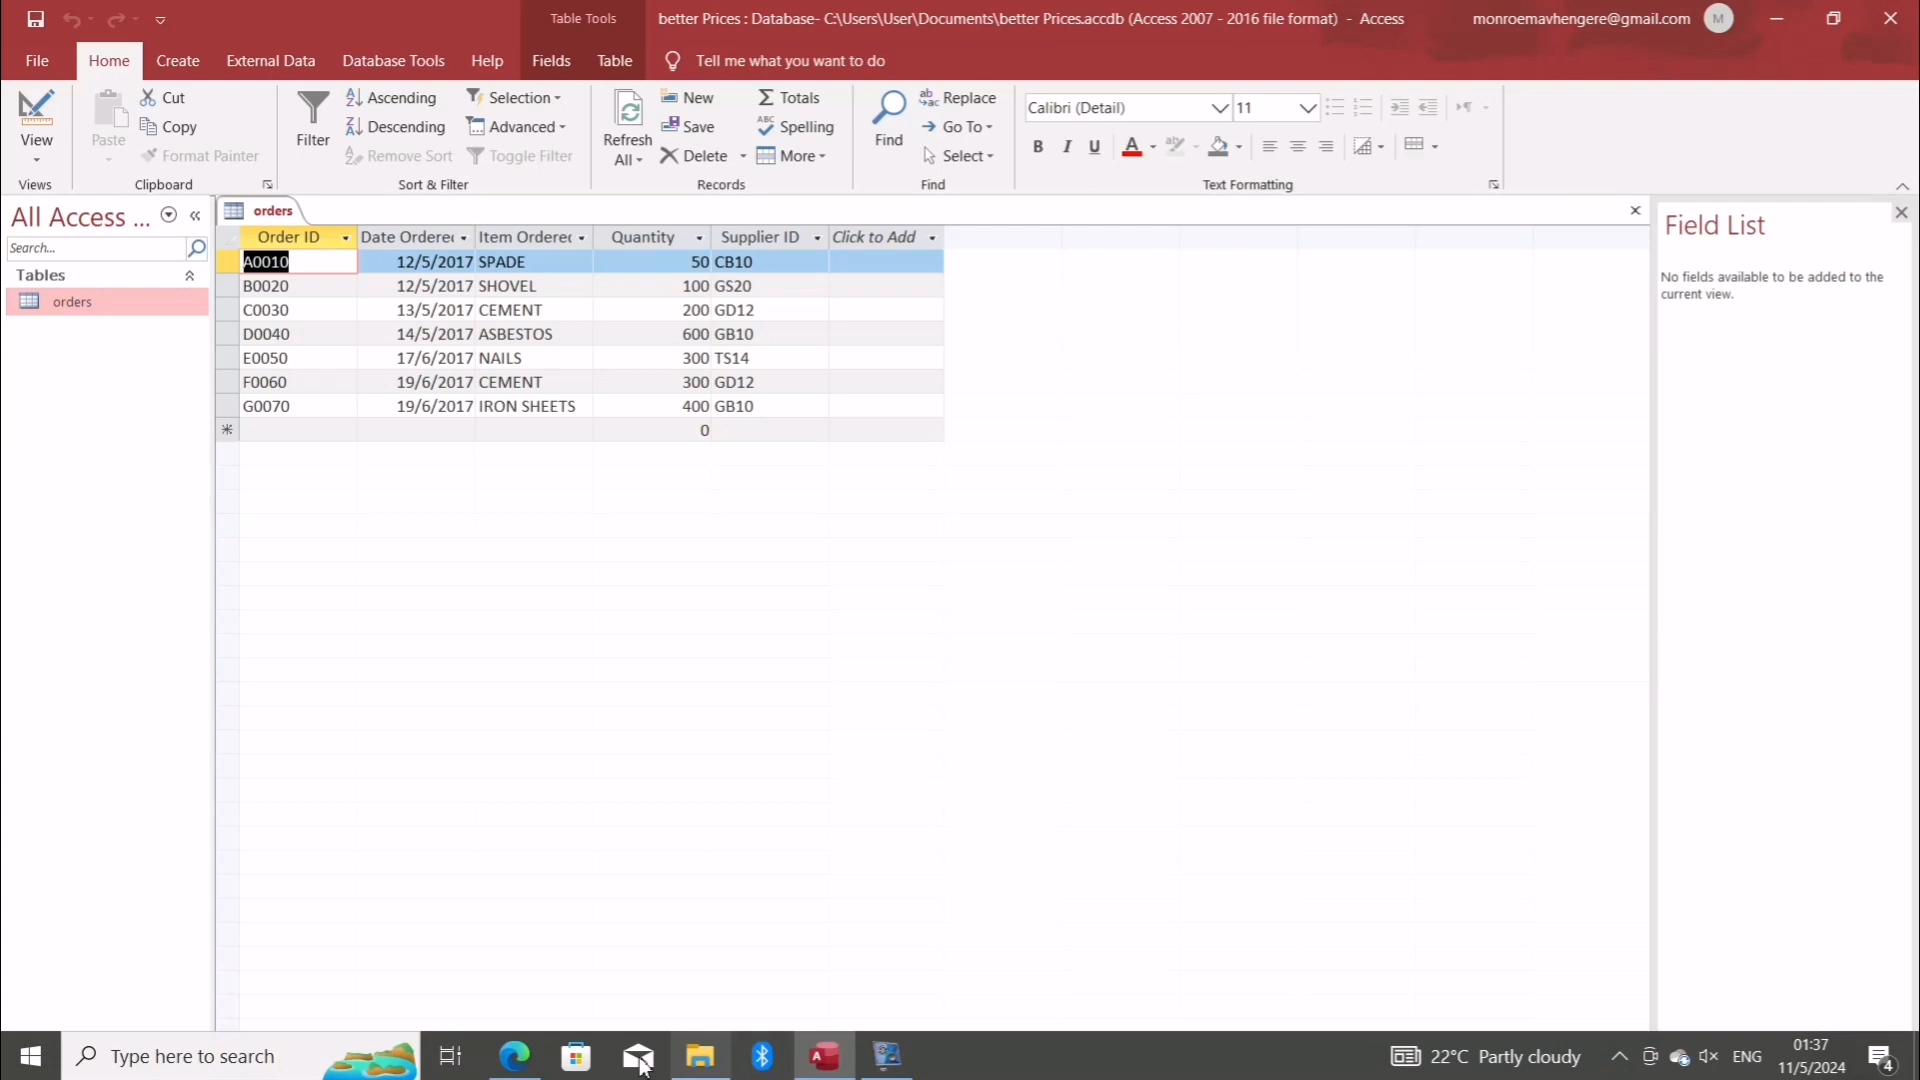 Table Tools
better Prices : Database- C:\Users\User\Documents\better Prices.accdb (Access 2007 - 2016 file format) - Access
monroemavhengere@gmail.com
M
File Home Create External Data Database Tools Help Fields Table Tell me what you want to do
View
Views
Paste
Cut
Copy
Format Painter
Clipboard
Filter
Ascending
Descending
Remove Sort
Selection
Advanced
Toggle Filter
Sort & Filter
Refresh
All
New
Save
Delete
Totals
Spelling
More
Records
Find
Replace
Go To
Select
Find
Calibri (Detail) 11
B I U A
Text Formatting
All Access ...
Search...
Tables
orders
orders
Order ID Date Ordered Item Ordered Quantity Supplier ID Click to Add
A0010 12/5/2017 SPADE 50 CB10
B0020 12/5/2017 SHOVEL 100 GS20
C0030 13/5/2017 CEMENT 200 GD12
D0040 14/5/2017 ASBESTOS 600 GB10
E0050 17/6/2017 NAILS 300 TS14
F0060 19/6/2017 CEMENT 300 GD12
G0070 19/6/2017 IRON SHEETS 400 GB10
0
Field List
No fields available to be added to the
current view.
Type here to search
22°C Partly cloudy
ENG
01:37
11/5/2024
4